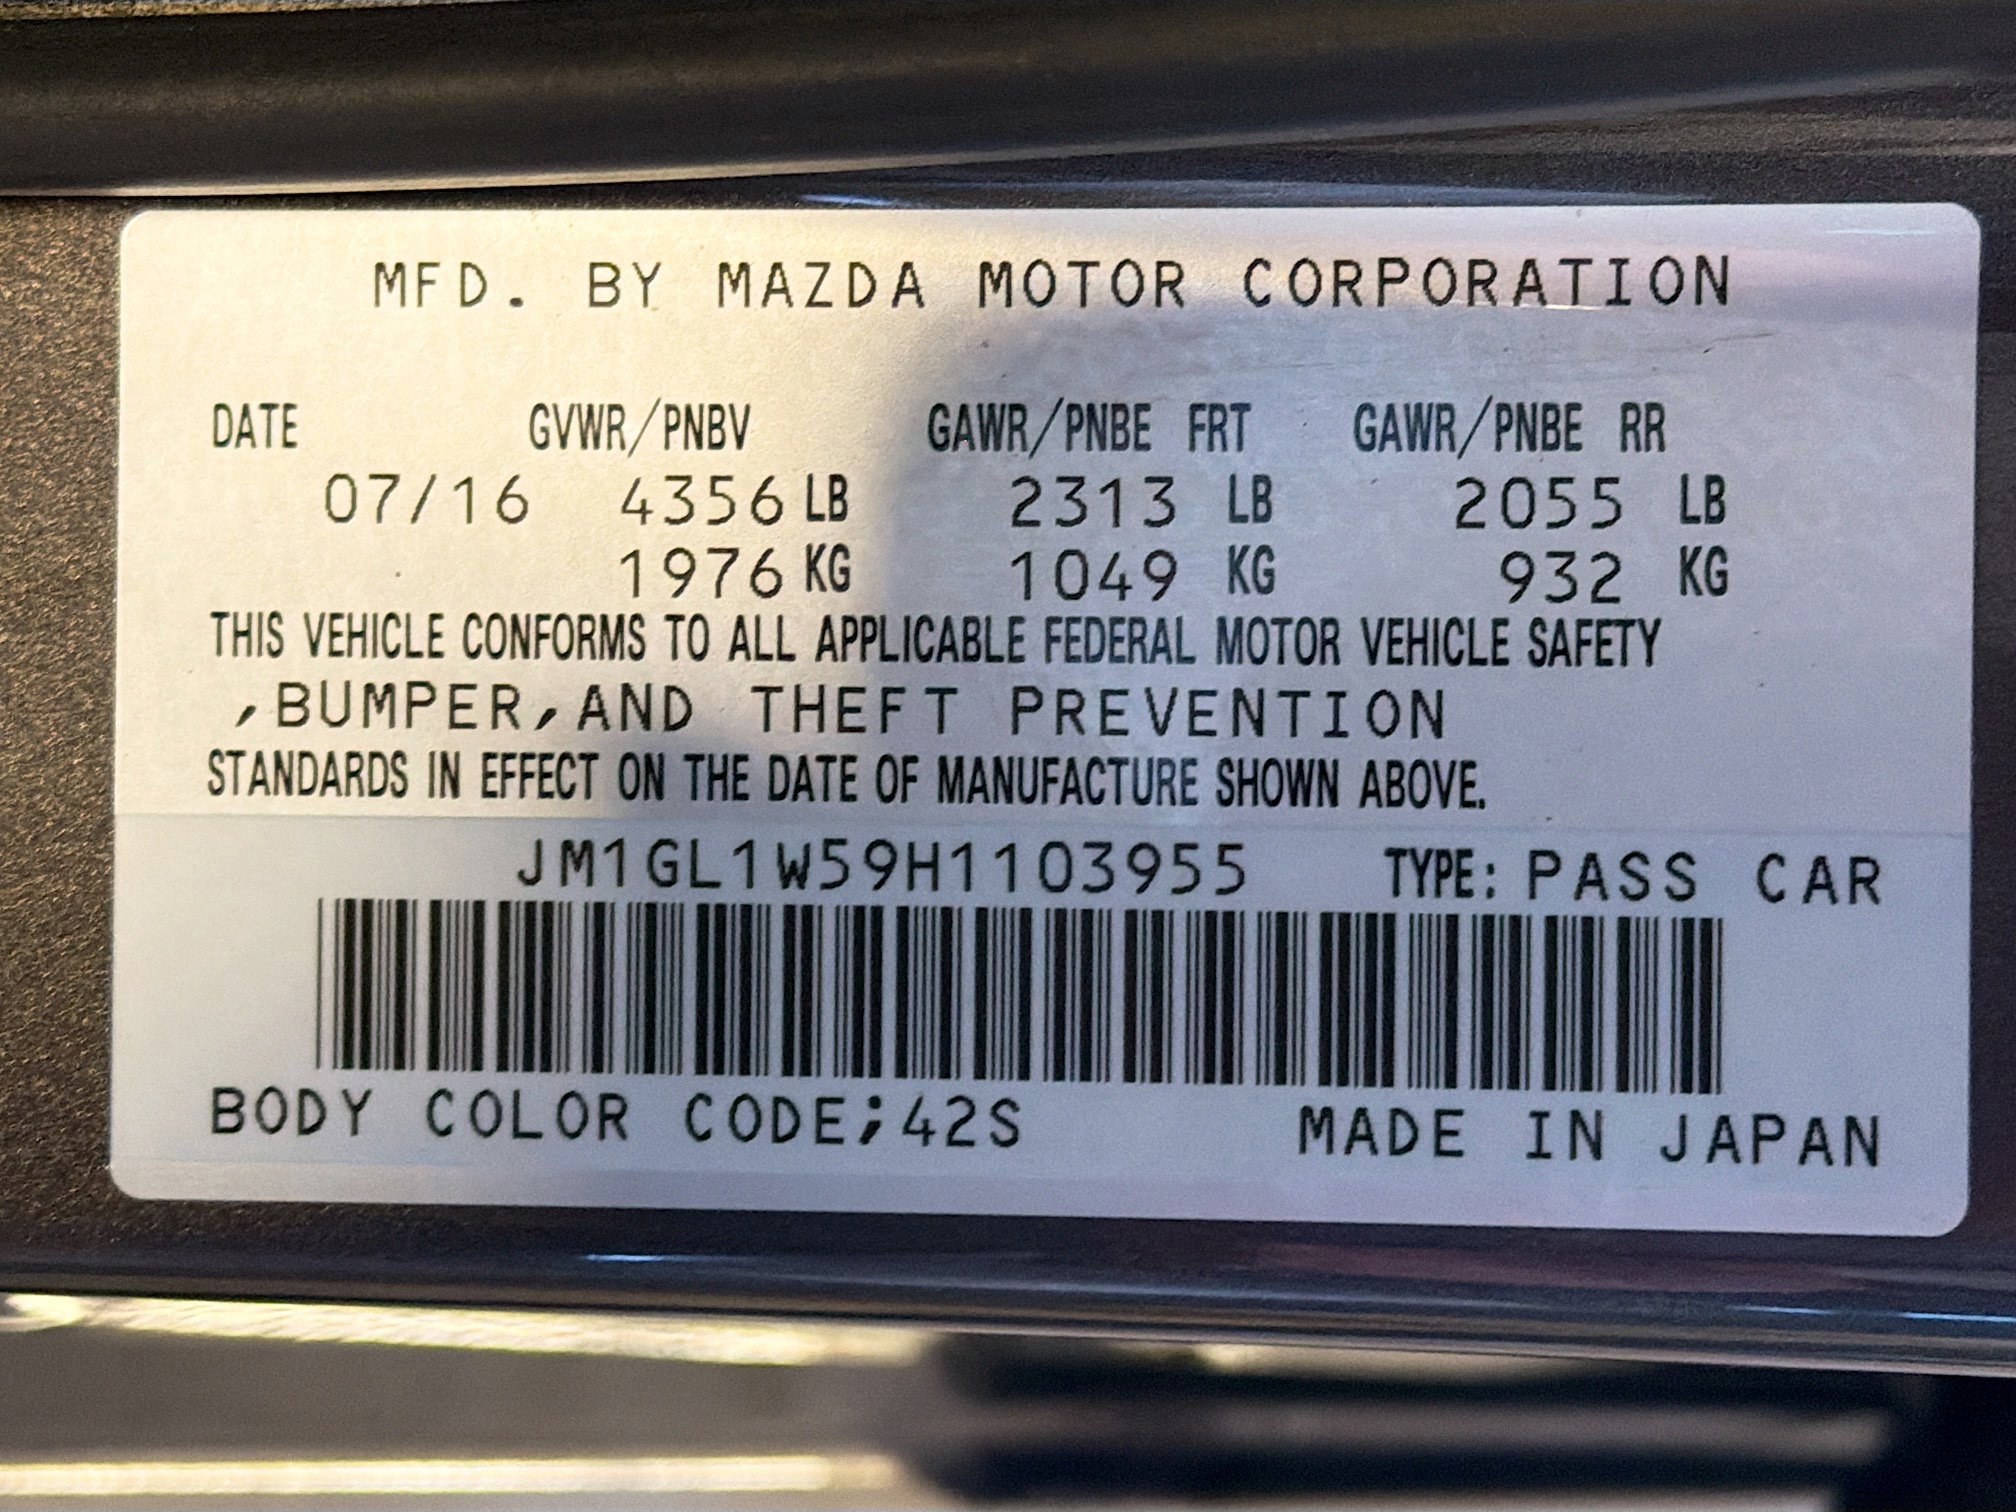 MFD. BY MAZDA MOTOR CORPORATION
DATE GVWR/PNBV GAWR/PNBE FRT GAWR/PNBE RR
07/16 4356 LB 2313 LB 2055 LB
1976 KG 1049 KG 932 KG
THIS VEHICLE CONFORMS TO ALL APPLICABLE FEDERAL MOTOR VEHICLE SAFETY
,BUMPER,AND THEFT PREVENTION
STANDARDS IN EFFECT ON THE DATE OF MANUFACTURE SHOWN ABOVE.
JM1GL1W59H1103955 TYPE: PASS CAR
BODY COLOR CODE;42S MADE IN JAPAN